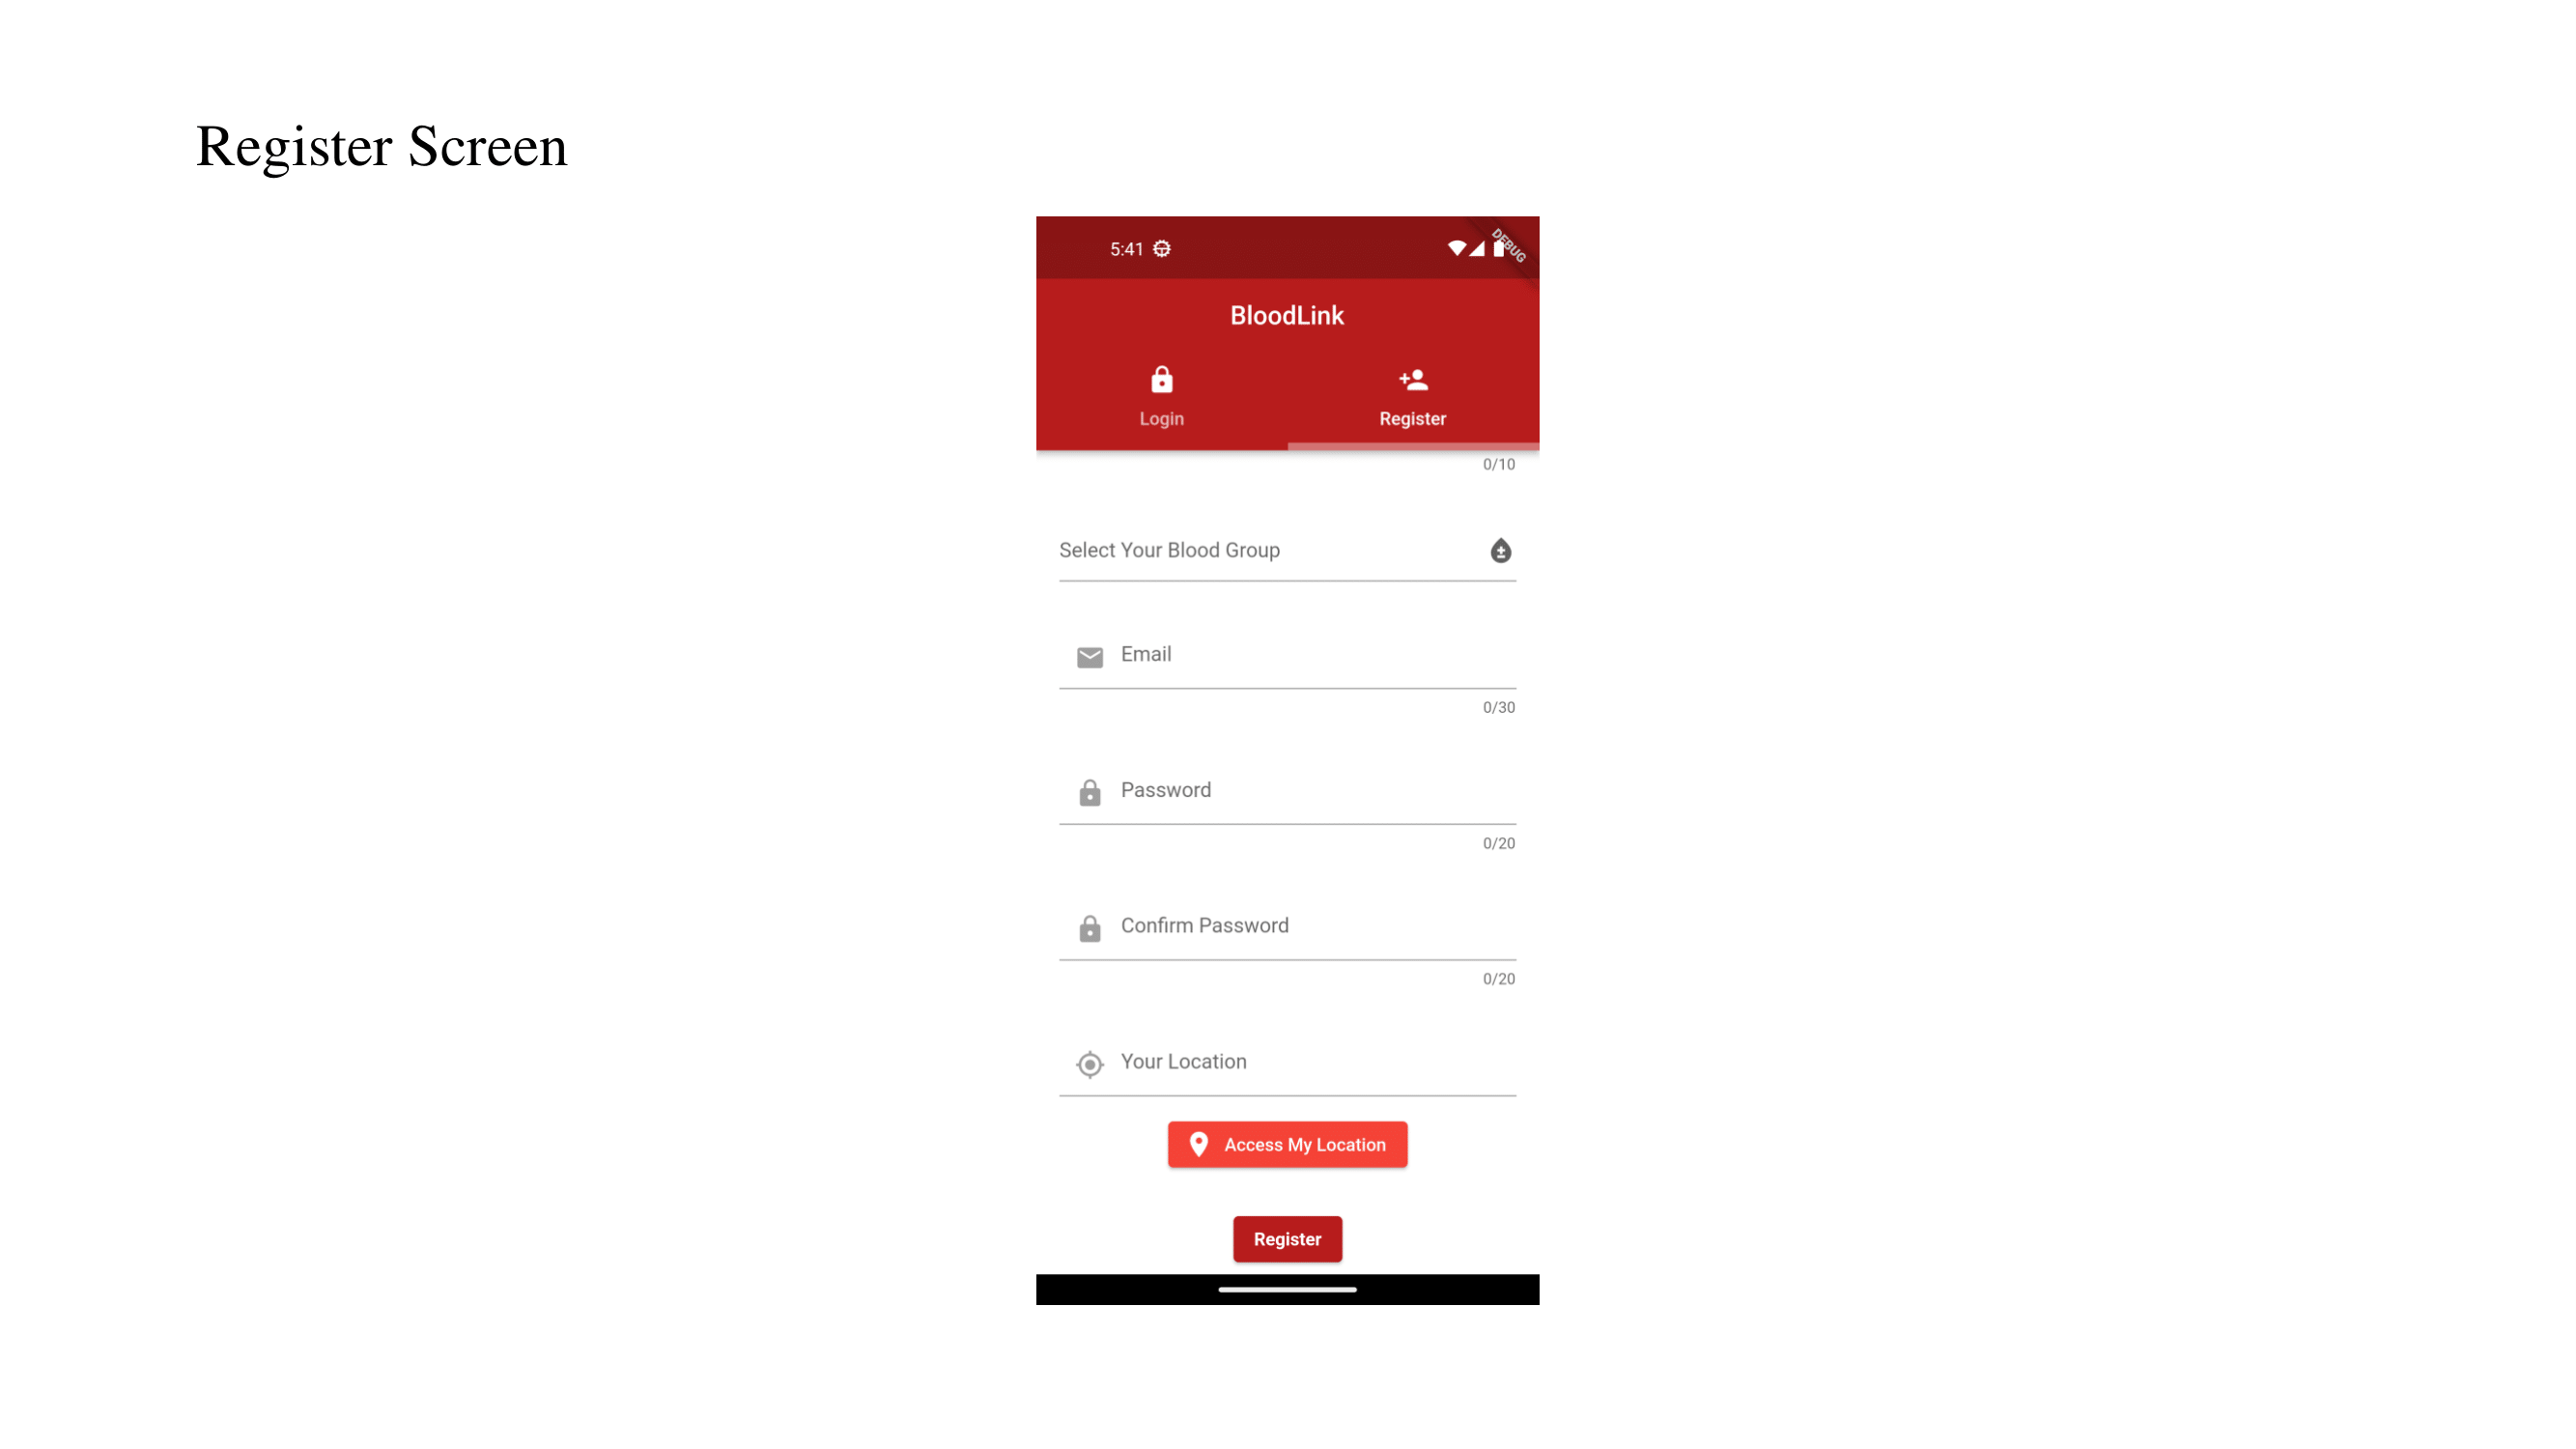 Register Screen
5:41
DEBUG
BloodLink
Login
Register
0/10
Select Your Blood Group
Email
0/30
Password
0/20
Confirm Password
0/20
Your Location
Access My Location
Register